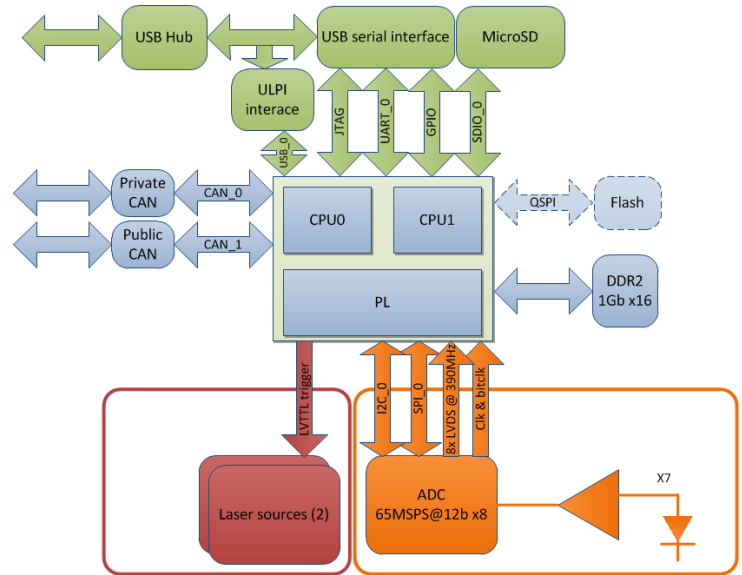 USB Hub
USB serial interface
MicroSD
ULPI
interace
USB_0
JTAG
UART_0
GPIO
SDIO_0
Private
CAN
CAN_0
Public
CAN
CAN_1
CPU0
CPU1
PL
QSPI
Flash
DDR2
1Gb x16
LVTTL trigger
I2C_0
SPI_0
8x LVDS @ 390MHz
Clk & bitclk
Laser sources (2)
ADC
65MSPS@12b x8
X7